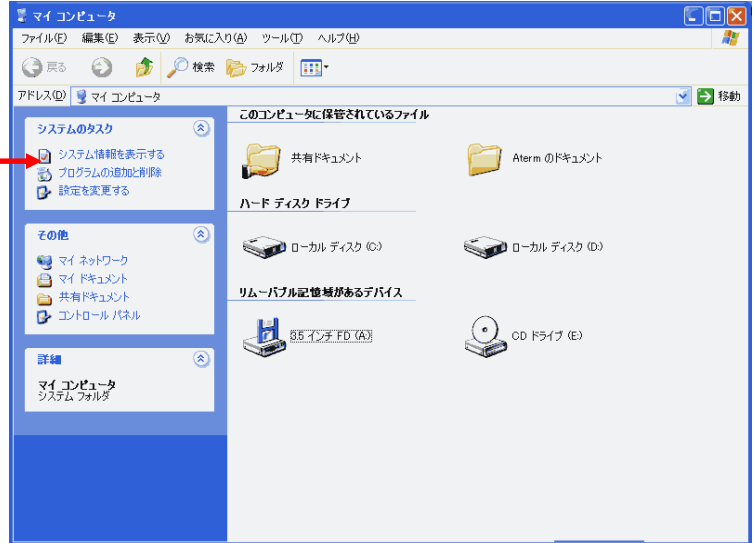 マイ コンピュータ
ファイル(F) 編集(E) 表示(V) お気に入り(A) ツール(T) ヘルプ(H)
戻る 検索 フォルダ
アドレス(D) マイ コンピュータ 移動
システムのタスク
システム情報を表示する
プログラムの追加と削除
設定を変更する
その他
マイ ネットワーク
マイ ドキュメント
共有ドキュメント
コントロール パネル
詳細
マイ コンピュータ
システム フォルダ
このコンピュータに保管されているファイル
共有ドキュメント Aterm のドキュメント
ハード ディスク ドライブ
ローカル ディスク (C:) ローカル ディスク (D:)
リムーバブル記憶域があるデバイス
3.5 インチ FD (A:) CD ドライブ (E:)